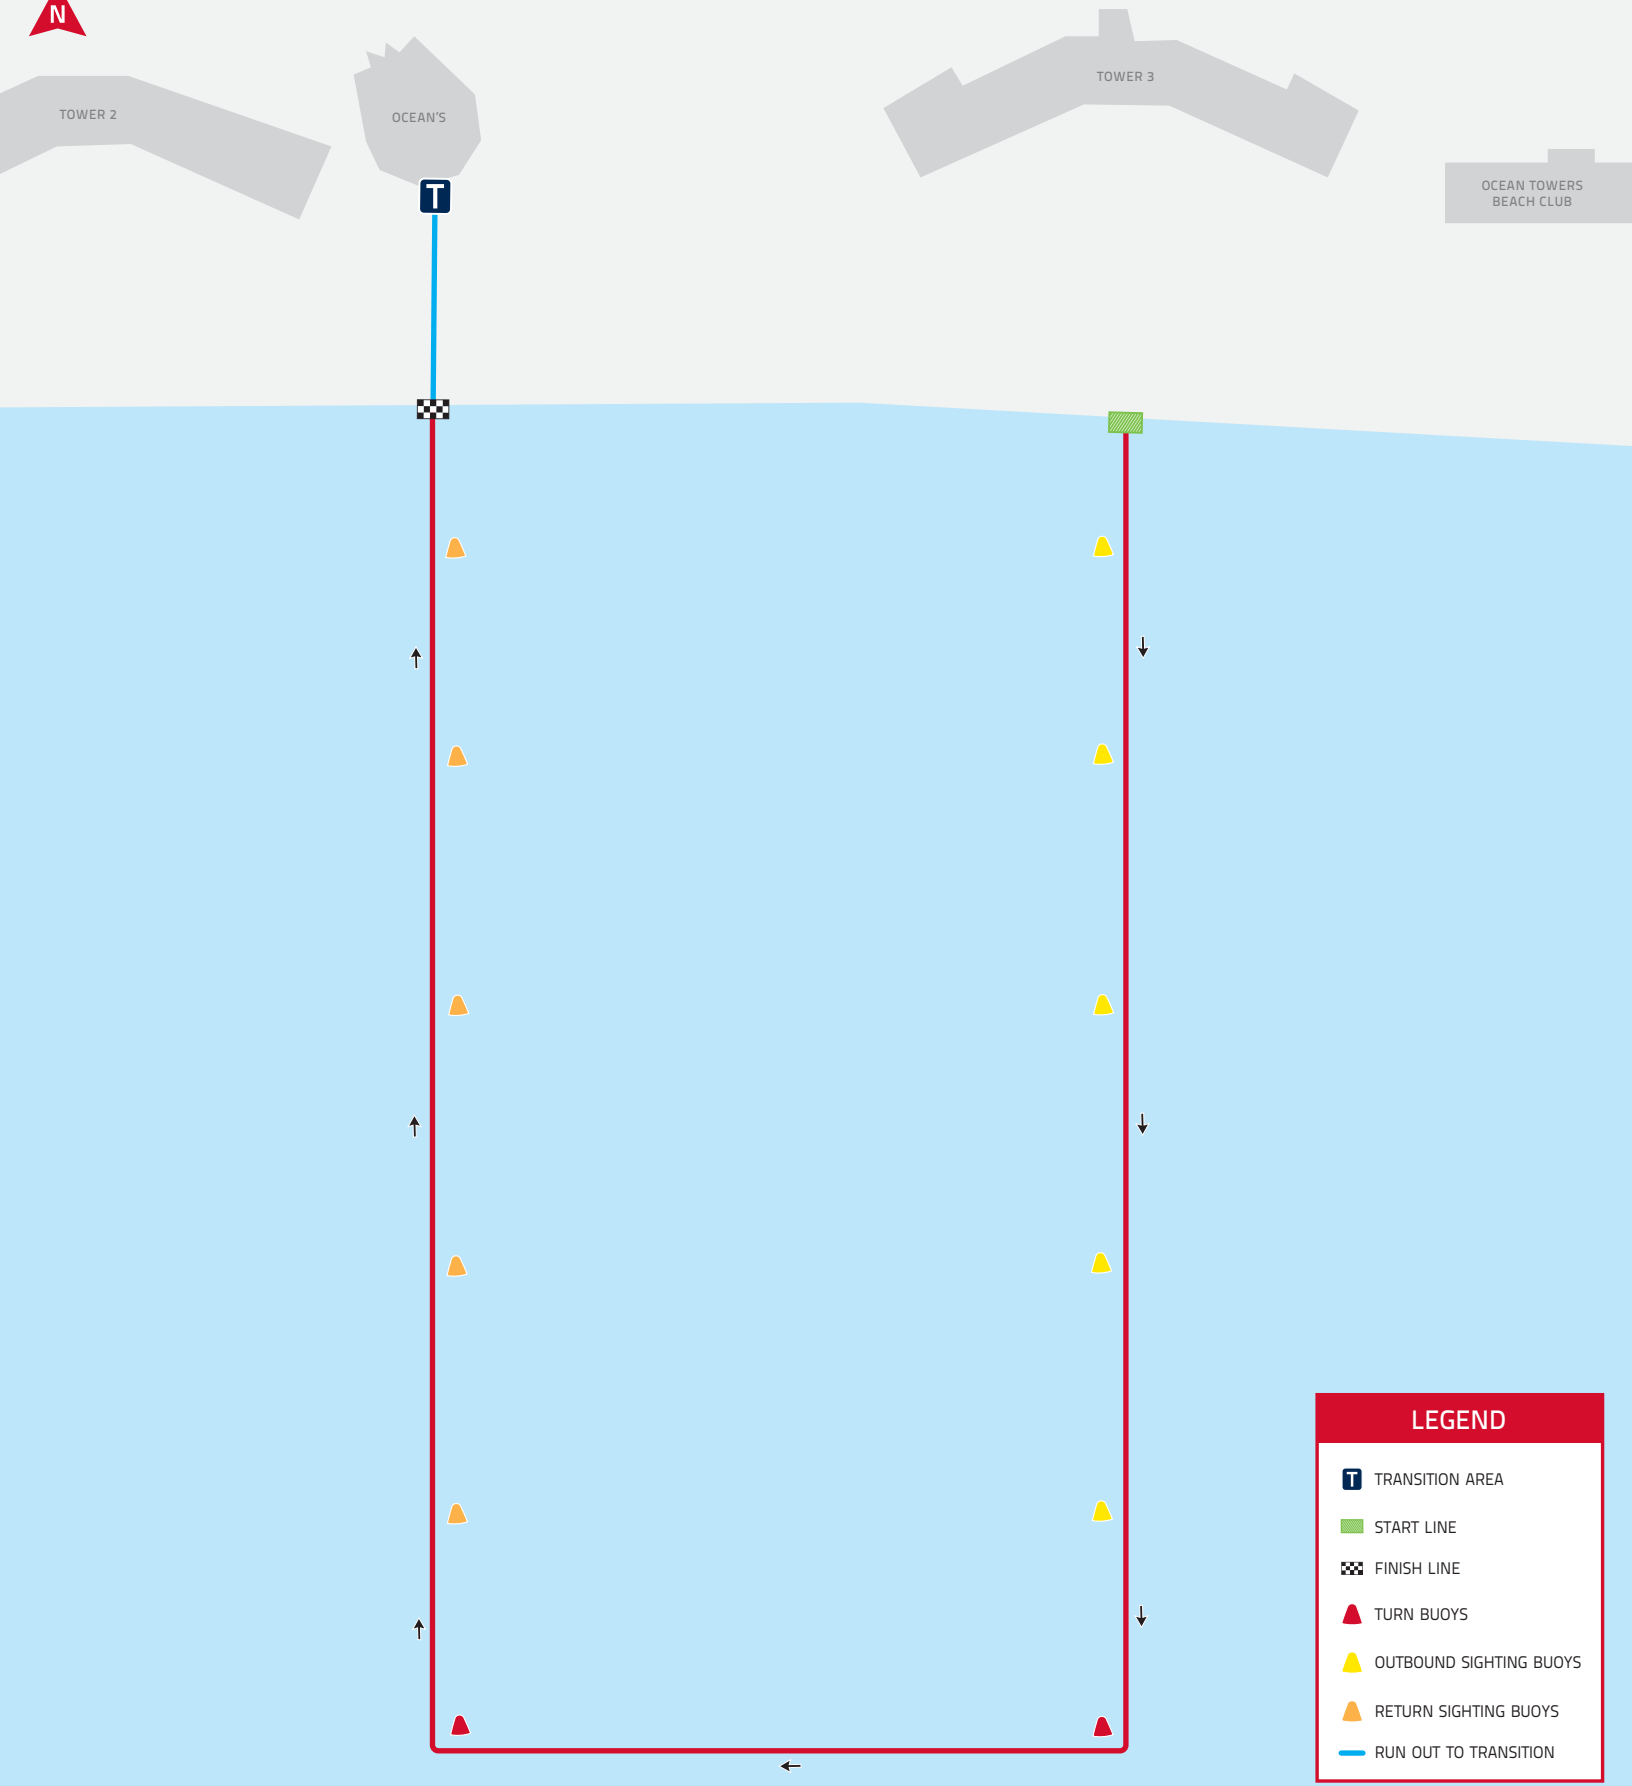 N
TOWER 2
OCEAN'S
TOWER 3
OCEAN TOWERS
BEACH CLUB
T
LEGEND
T TRANSITION AREA
START LINE
FINISH LINE
TURN BUOYS
OUTBOUND SIGHTING BUOYS
RETURN SIGHTING BUOYS
RUN OUT TO TRANSITION